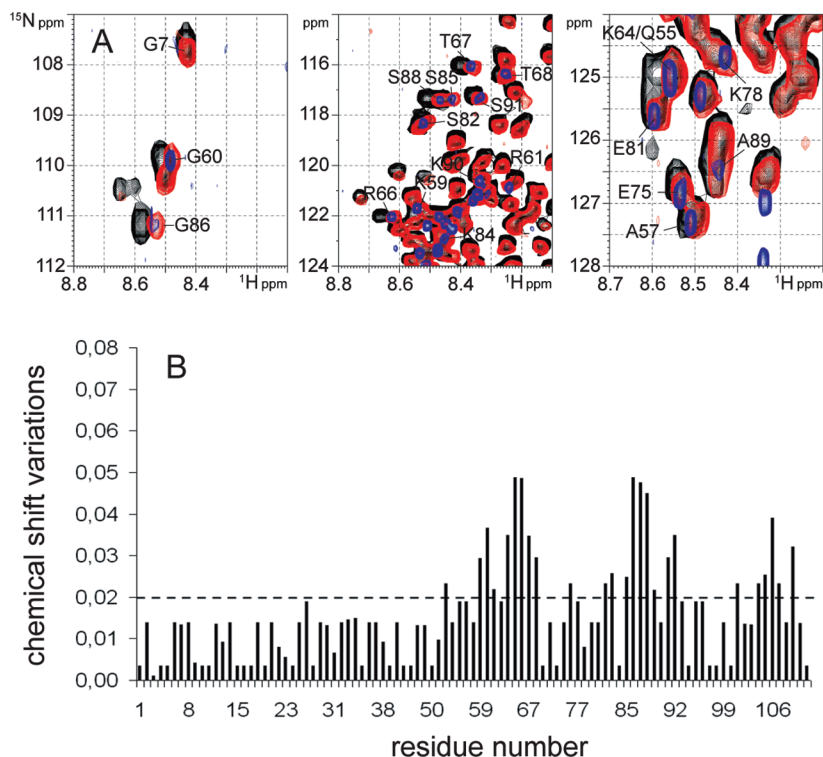 A
15N ppm
108
109
110
111
112
8.8 8.6 8.4 1H ppm
G7
G60
G86
ppm
116
118
120
122
124
8.8 8.6 8.4 1H ppm
T67
S88 S85
T68
S91
S82
K90
R61
K59
R66
K84
ppm
125
126
127
128
8.7 8.6 8.5 8.4 1H ppm
K64/Q55
K78
E81
A89
E75
A57
B
chemical shift variations
0,08
0,07
0,06
0,05
0,04
0,03
0,02
0,01
0,00
1 8 15 23 31 38 50 59 67 77 85 92 99 106
residue number